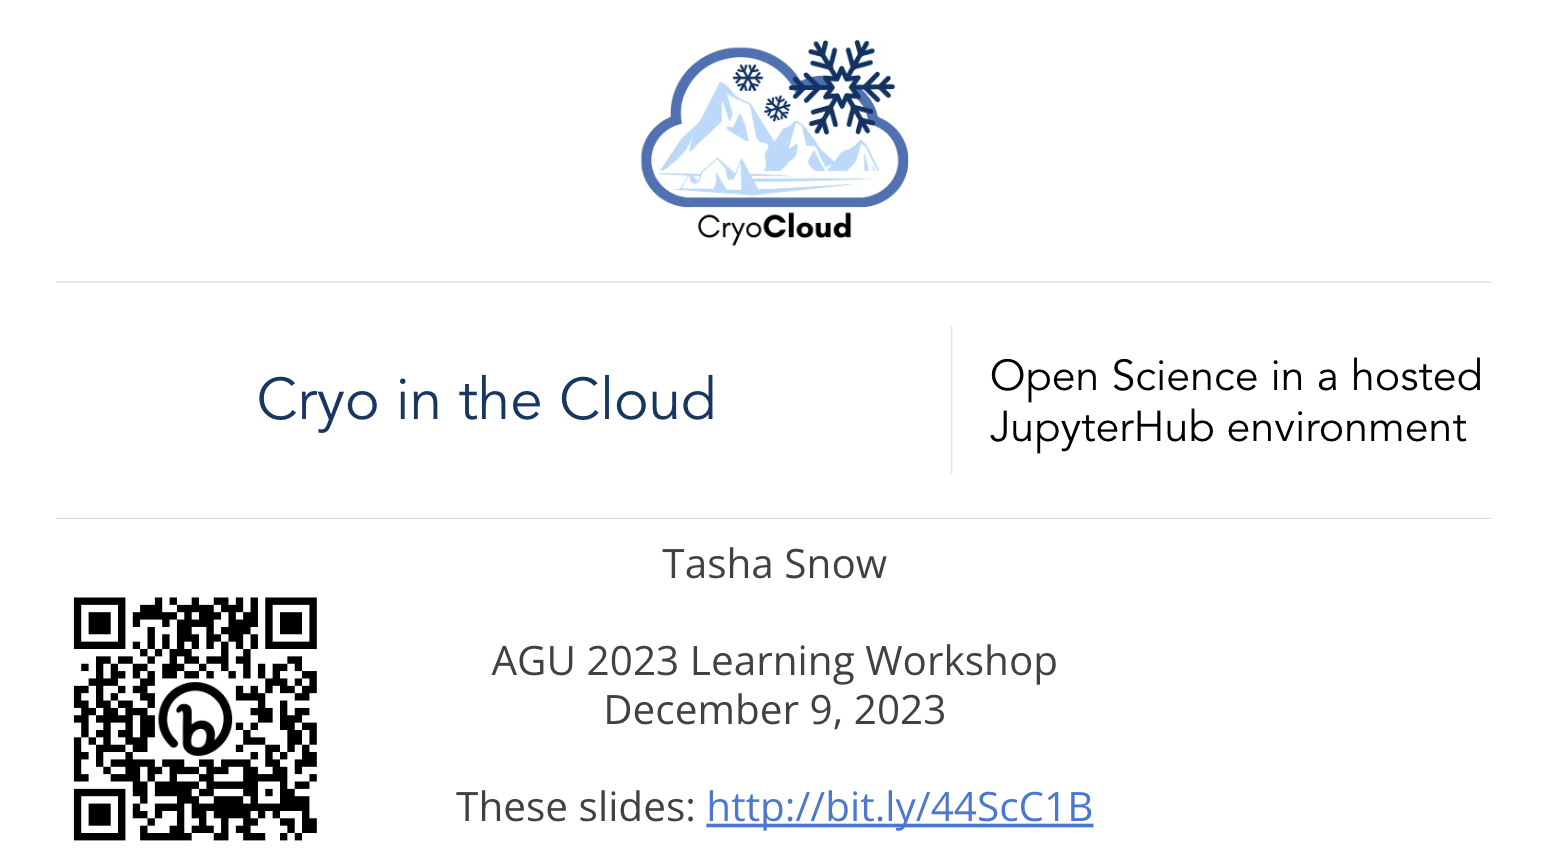 CryoCloud
Cryo in the Cloud
Open Science in a hosted
JupyterHub environment
Tasha Snow
AGU 2023 Learning Workshop
December 9, 2023
These slides: http://bit.ly/44ScC1B